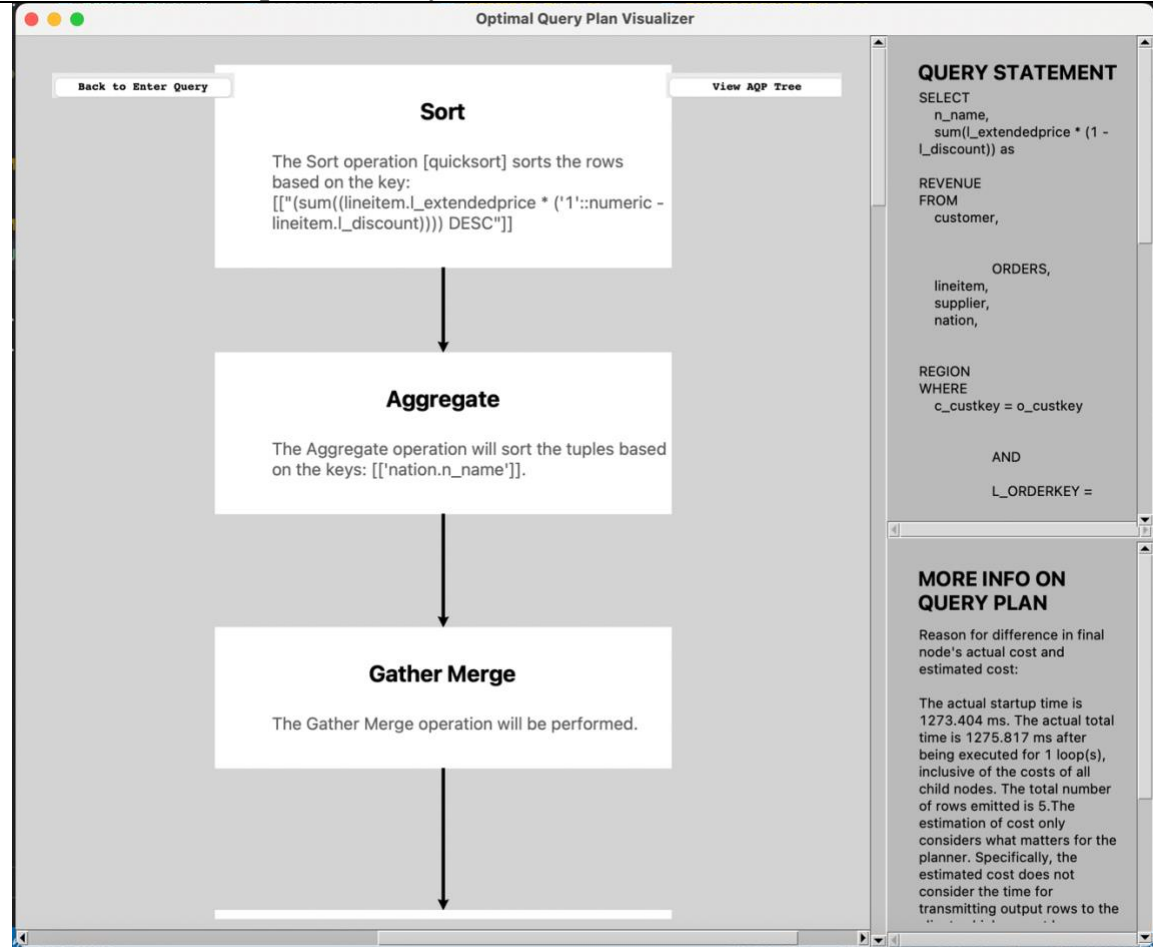 Optimal Query Plan Visualizer
Back to Enter Query
View AQP Tree
Sort
The Sort operation [quicksort] sorts the rows
based on the key:
[["(sum((lineitem.l_extendedprice * ('1'::numeric -
lineitem.l_discount)))) DESC"]]
Aggregate
The Aggregate operation will sort the tuples based
on the keys: [['nation.n_name']].
Gather Merge
The Gather Merge operation will be performed.
QUERY STATEMENT
SELECT
n_name,
sum(l_extendedprice * (1 -
l_discount)) as
REVENUE
FROM
customer,
ORDERS,
lineitem,
supplier,
nation,
REGION
WHERE
c_custkey = o_custkey
AND
L_ORDERKEY =
MORE INFO ON
QUERY PLAN
Reason for difference in final
node's actual cost and
estimated cost:
The actual startup time is
1273.404 ms. The actual total
time is 1275.817 ms after
being executed for 1 loop(s),
inclusive of the costs of all
child nodes. The total number
of rows emitted is 5.The
estimation of cost only
considers what matters for the
planner. Specifically, the
estimated cost does not
consider the time for
transmitting output rows to the